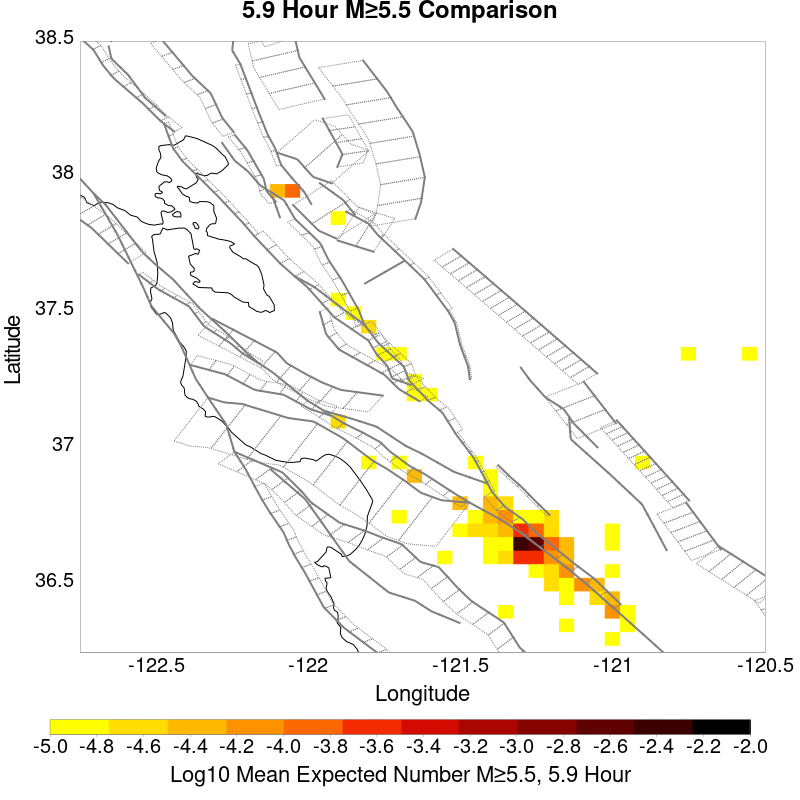 5.9 Hour M≥5.5 Comparison
38.5
38
37.5
37
36.5
Latitude
-122.5 -122 -121.5 -121 -120.5
Longitude
-5.0 -4.8 -4.6 -4.4 -4.2 -4.0 -3.8 -3.6 -3.4 -3.2 -3.0 -2.8 -2.6 -2.4 -2.2 -2.0
Log10 Mean Expected Number M≥5.5, 5.9 Hour